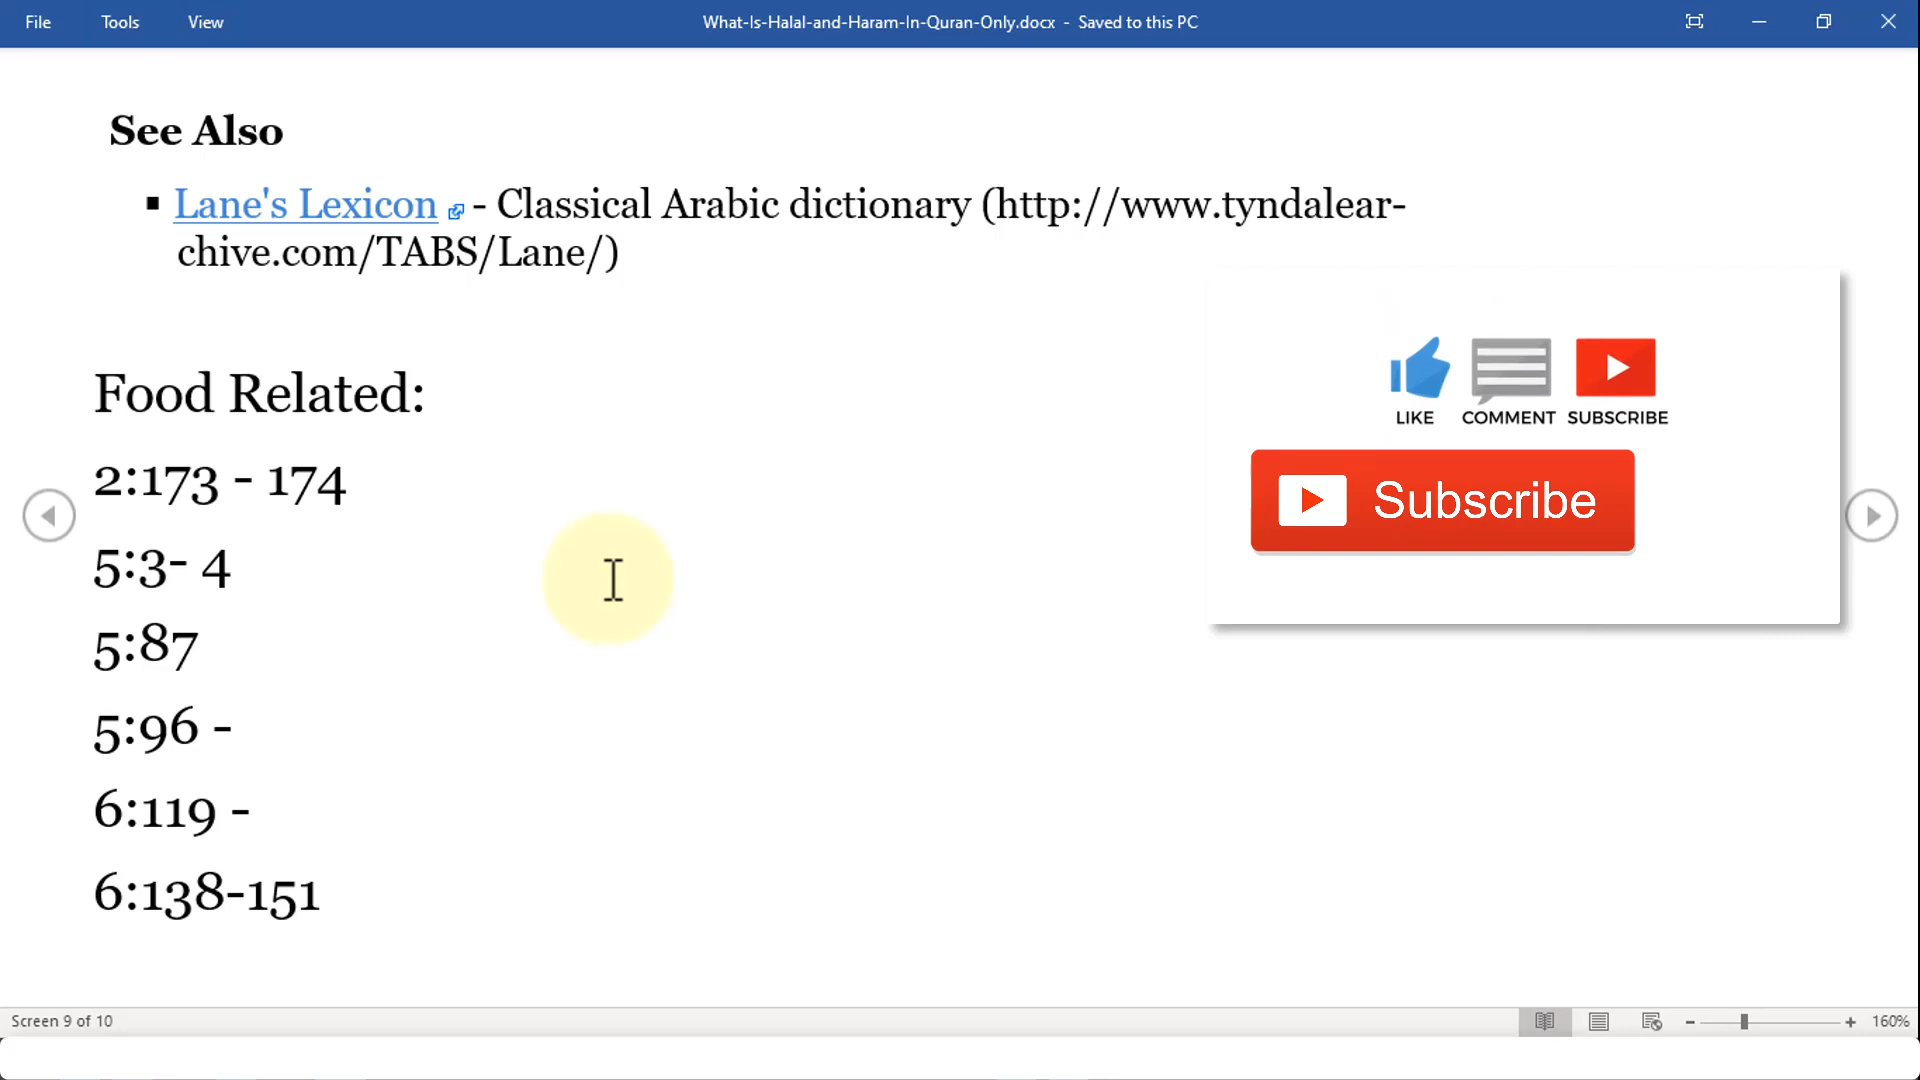 File Tools View What-Is-Halal-and-Haram-In-Quran-Only.docx - Saved to this PC
See Also
▪ Lane's Lexicon - Classical Arabic dictionary (http://www.tyndalear-
chive.com/TABS/Lane/)
Food Related:
2:173 - 174
5:3- 4
5:87
5:96 -
6:119 -
6:138-151
LIKE COMMENT SUBSCRIBE
Subscribe
Screen 9 of 10
160%